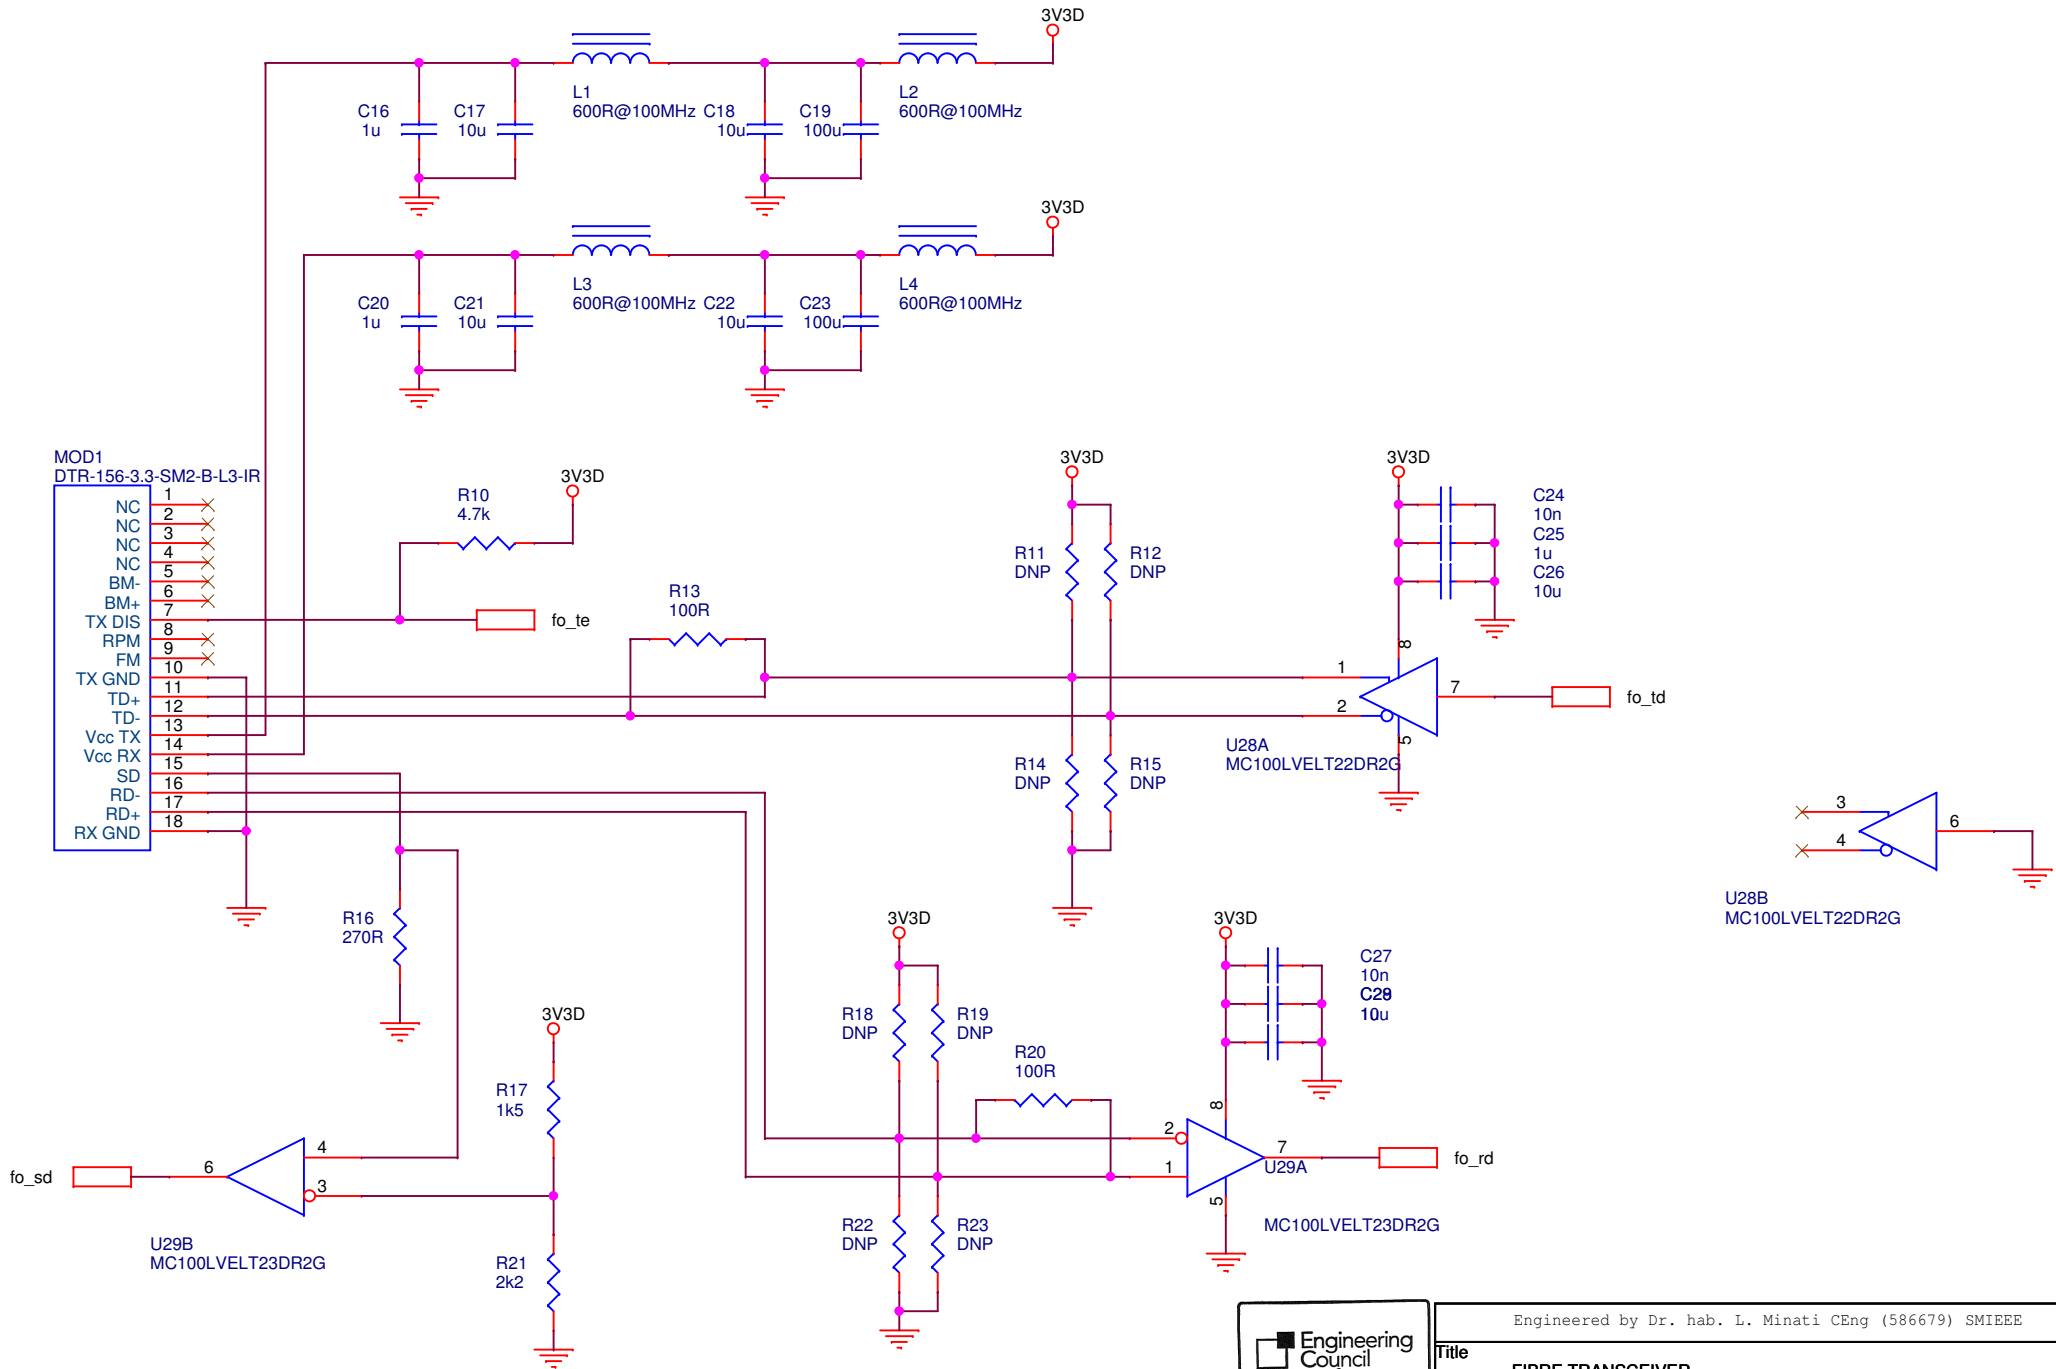 3V3D
L1
600R@100MHz
L2
600R@100MHz
C16
1u
C17
10u
C18
10u
C19
100u
3V3D
L3
600R@100MHz
L4
600R@100MHz
C20
1u
C21
10u
C22
10u
C23
100u
MOD1
DTR-156-3.3-SM2-B-L3-IR
NC 1
NC 2
NC 3
NC 4
BM- 5
BM+ 6
TX DIS 7
RPM 8
FM 9
TX GND 10
TD+ 11
TD- 12
Vcc TX 13
Vcc RX 14
SD 15
RD- 16
RD+ 17
RX GND 18
R10
4.7k
3V3D
fo_te
R13
100R
3V3D
R11
DNP
R12
DNP
R14
DNP
R15
DNP
3V3D
C24
10n
C25
1u
C26
10u
8
1
2
7
5
fo_td
U28A
MC100LVELT22DR2G
3
4
6
U28B
MC100LVELT22DR2G
R16
270R
3V3D
R17
1k5
R21
2k2
fo_sd
6
4
3
U29B
MC100LVELT23DR2G
3V3D
R18
DNP
R19
DNP
R20
100R
R22
DNP
R23
DNP
3V3D
C27
10n
10u
8
2
1
7
5
U29A
fo_rd
MC100LVELT23DR2G
Engineering
Council
Engineered by Dr. hab. L. Minati CEng (586679) SMIEEE
Title
FIBRE TRANSCEIVER